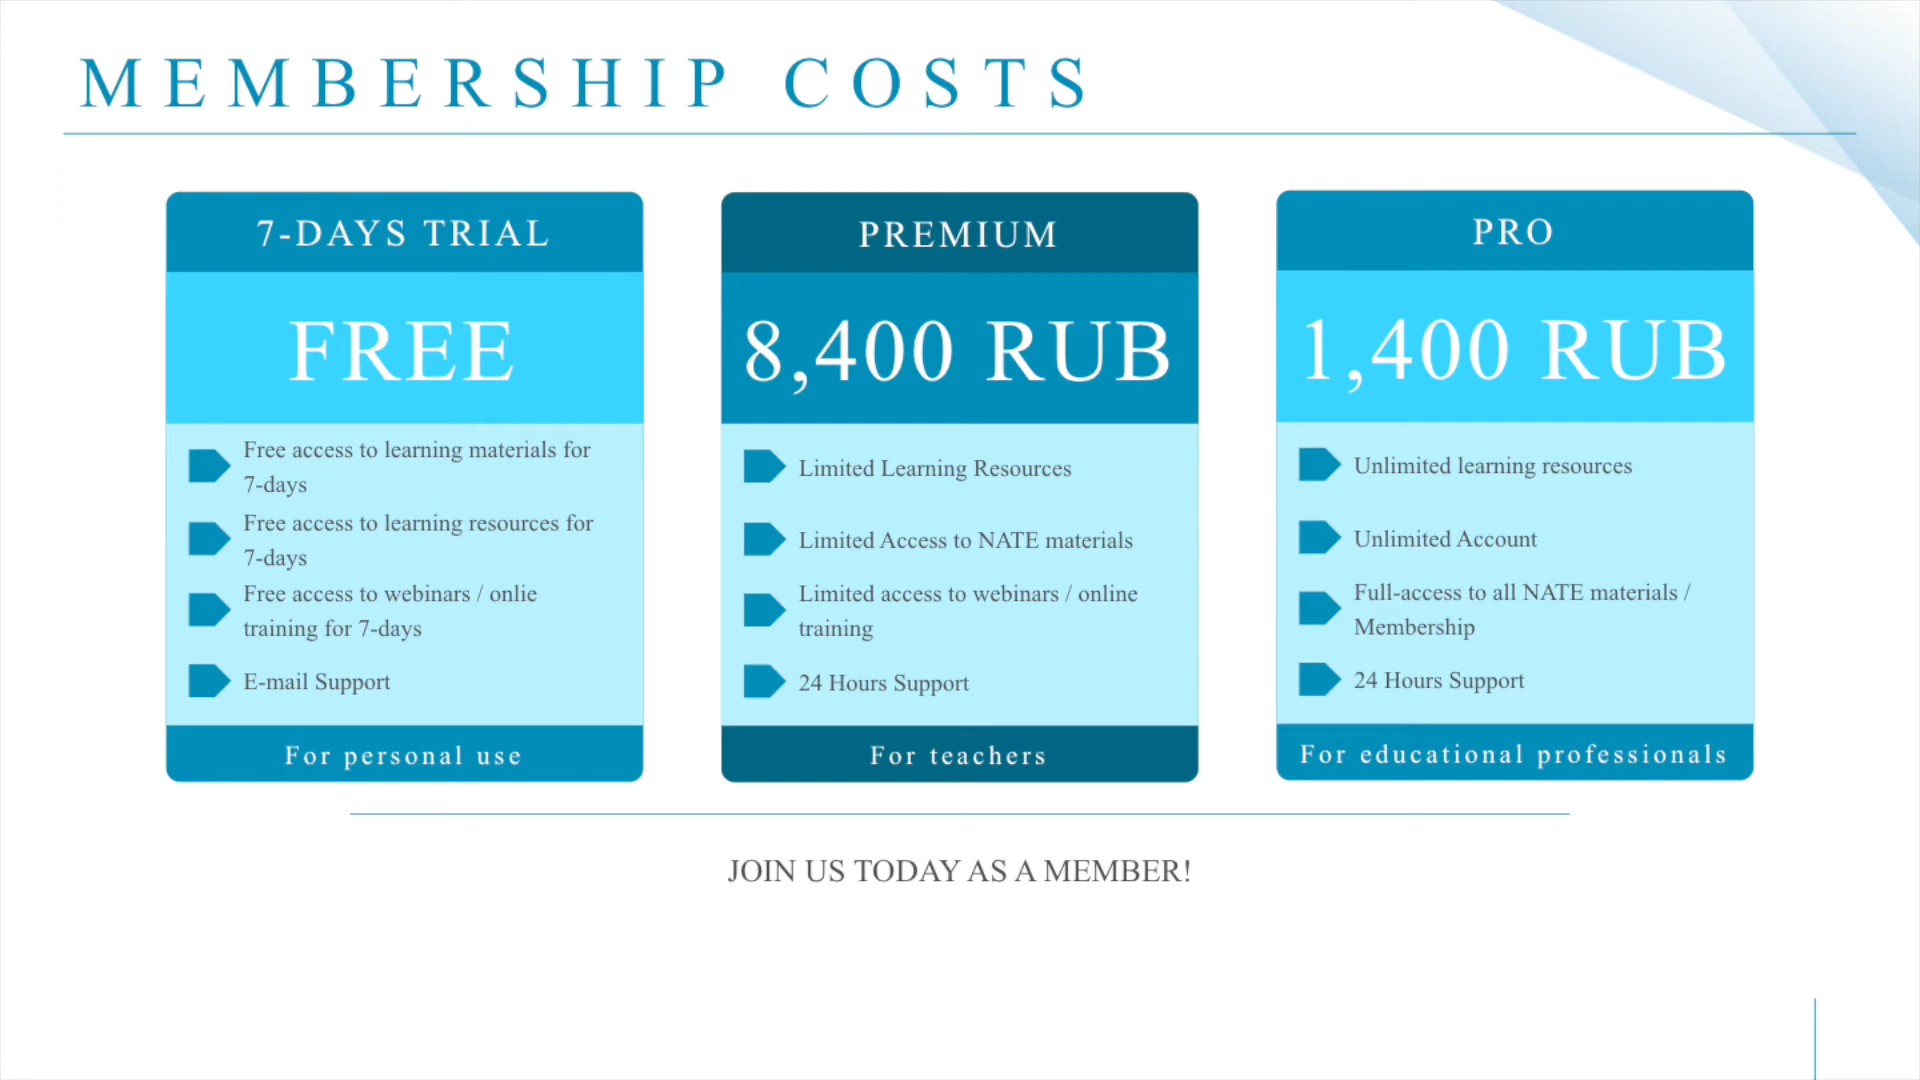 MEMBERSHIP COSTS
7-DAYS TRIAL
FREE
Free access to learning materials for
7-days
Free access to learning resources for
7-days
Free access to webinars / onlie
training for 7-days
E-mail Support
For personal use
PREMIUM
8,400 RUB
Limited Learning Resources
Limited Access to NATE materials
Limited access to webinars / online
training
24 Hours Support
For teachers
PRO
1,400 RUB
Unlimited learning resources
Unlimited Account
Full-access to all NATE materials /
Membership
24 Hours Support
For educational professionals
JOIN US TODAY AS A MEMBER!